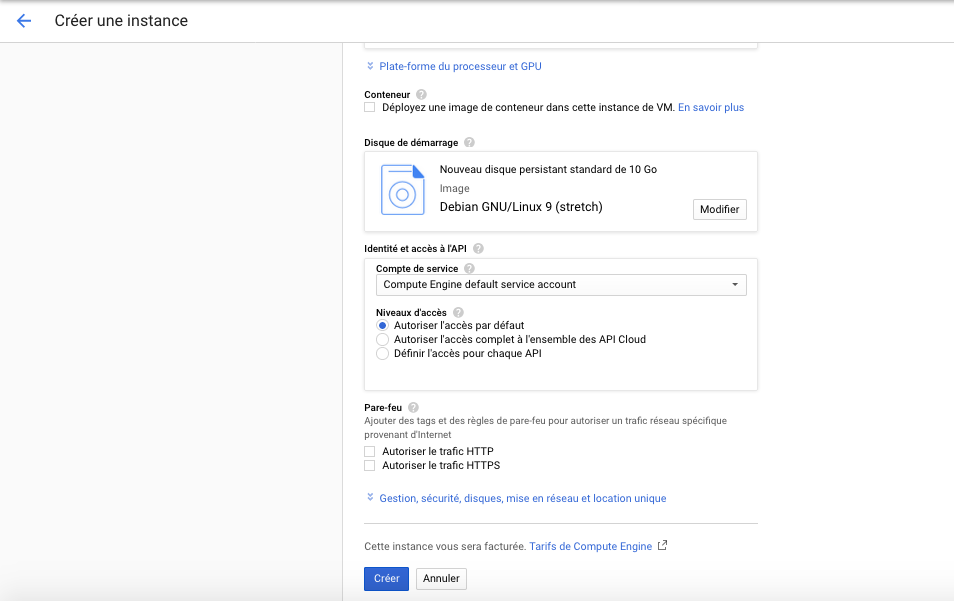 Créer une instance
Plate-forme du processeur et GPU
Conteneur ?
Déployez une image de conteneur dans cette instance de VM. En savoir plus
Disque de démarrage ?
Nouveau disque persistant standard de 10 Go
Image
Debian GNU/Linux 9 (stretch)
Modifier
Identité et accès à l'API ?
Compte de service ?
Compute Engine default service account
Niveaux d'accès ?
Autoriser l'accès par défaut
Autoriser l'accès complet à l'ensemble des API Cloud
Définir l'accès pour chaque API
Pare-feu ?
Ajouter des tags et des règles de pare-feu pour autoriser un trafic réseau spécifique
provenant d'Internet
Autoriser le trafic HTTP
Autoriser le trafic HTTPS
Gestion, sécurité, disques, mise en réseau et location unique
Cette instance vous sera facturée. Tarifs de Compute Engine
Créer Annuler